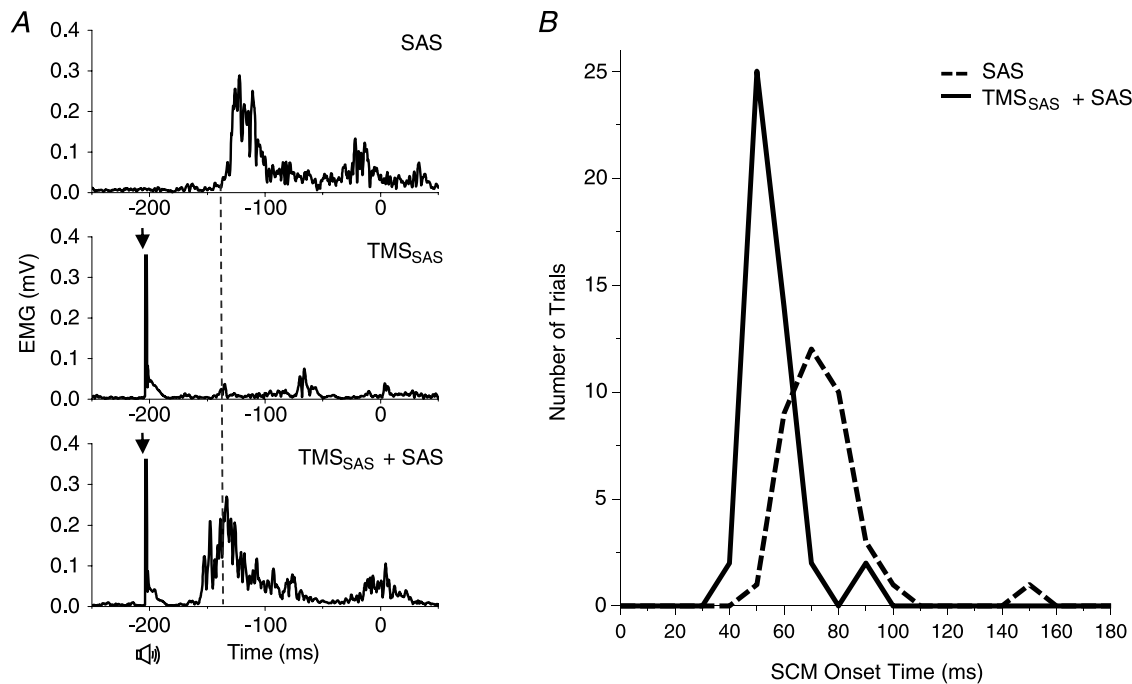 A
SAS
0.4
0.3
0.2
0.1
0.0
-200 -100 0
TMSSAS
0.4
0.3
0.2
0.1
0.0
-200 -100 0
EMG (mV)
TMSSAS + SAS
0.4
0.3
0.2
0.1
0.0
-200 -100 0
Time (ms)
B
SAS
TMSSAS + SAS
25
20
15
10
5
0
Number of Trials
0 20 40 60 80 100 120 140 160 180
SCM Onset Time (ms)